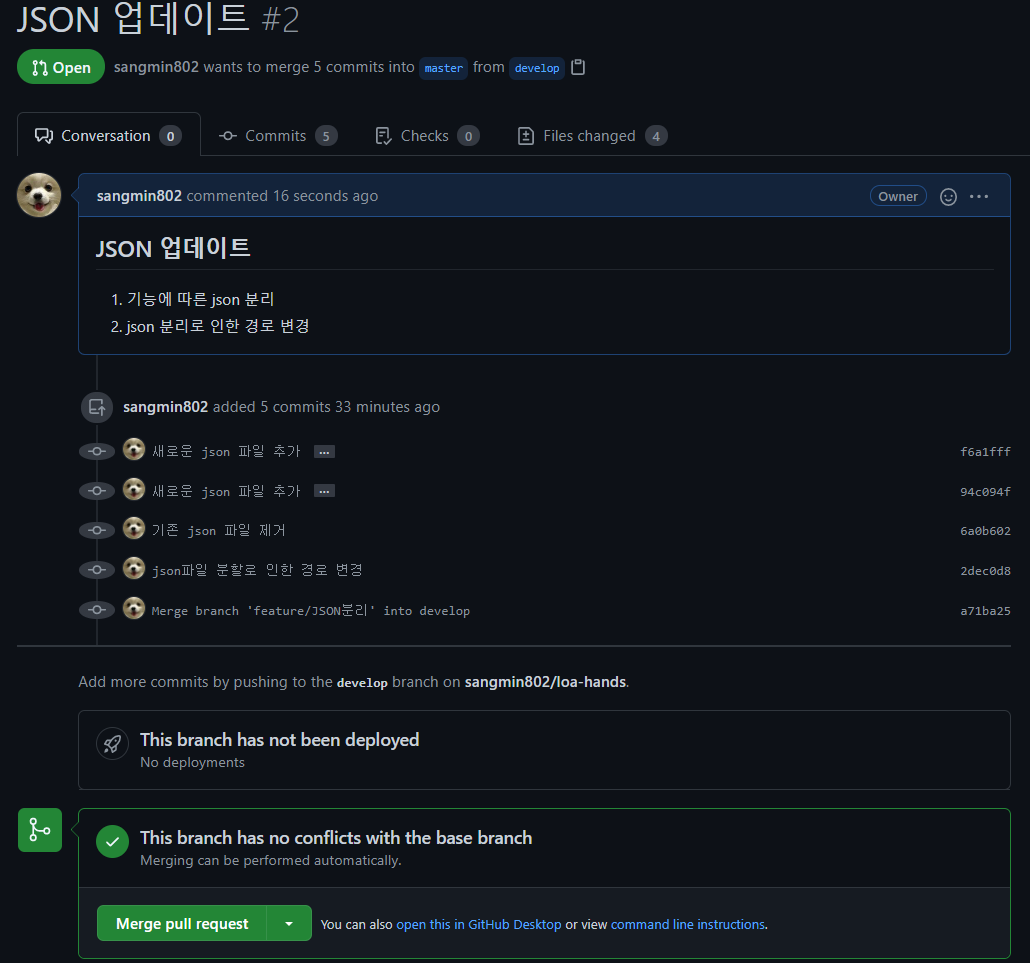 JSON 업데이트 #2
Open sangmin802 wants to merge 5 commits into master from develop
Conversation 0 Commits 5 Checks 0 Files changed 4
sangmin802 commented 16 seconds ago Owner
JSON 업데이트
1. 기능에 따른 json 분리
2. json 분리로 인한 경로 변경
sangmin802 added 5 commits 33 minutes ago
새로운 json 파일 추가 ... f6a1fff
새로운 json 파일 추가 ... 94c094f
기존 json 파일 제거 6a0b602
json파일 분할로 인한 경로 변경 2dec0d8
Merge branch 'feature/JSON분리' into develop a71ba25
Add more commits by pushing to the develop branch on sangmin802/loa-hands.
This branch has not been deployed
No deployments
This branch has no conflicts with the base branch
Merging can be performed automatically.
Merge pull request You can also open this in GitHub Desktop or view command line instructions.